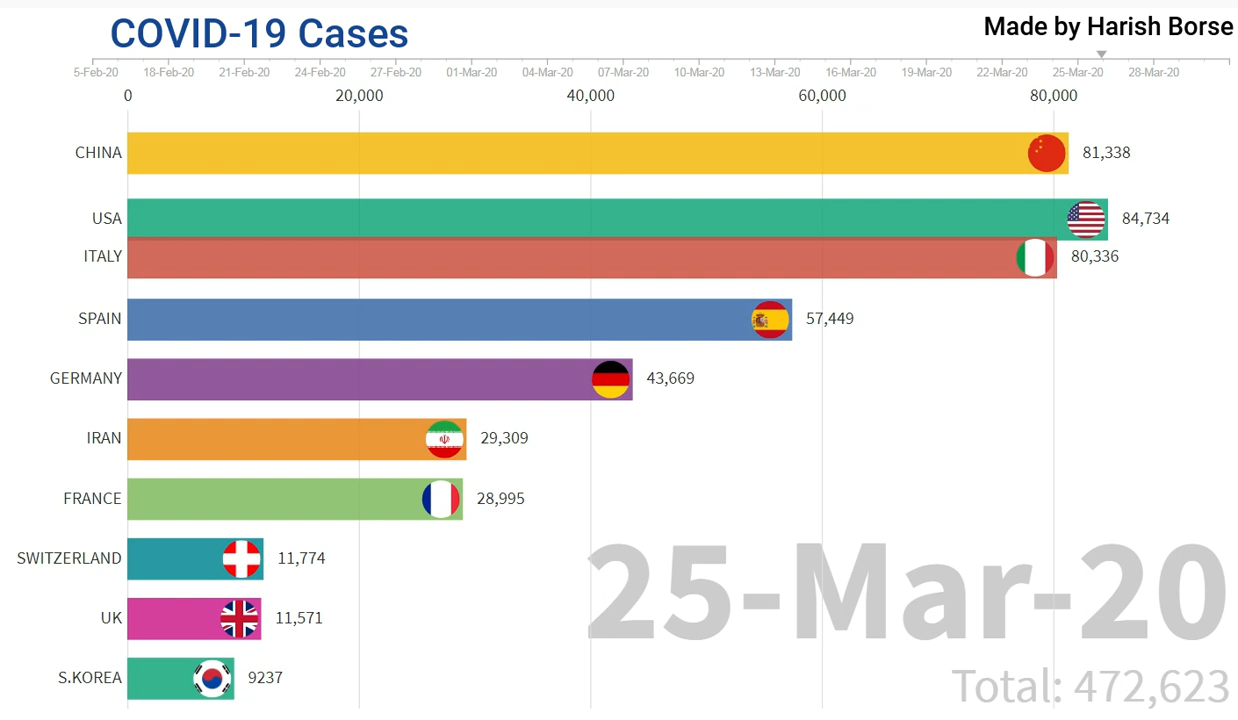 COVID-19 Cases
Made by Harish Borse
5-Feb-20 18-Feb-20 21-Feb-20 24-Feb-20 27-Feb-20 01-Mar-20 04-Mar-20 07-Mar-20 10-Mar-20 13-Mar-20 16-Mar-20 19-Mar-20 22-Mar-20 25-Mar-20 28-Mar-20
0 20,000 40,000 60,000 80,000
CHINA 81,338
USA 84,734
ITALY 80,336
SPAIN 57,449
GERMANY 43,669
IRAN 29,309
FRANCE 28,995
SWITZERLAND 11,774
UK 11,571
S.KOREA 9237
25-Mar-20
Total: 472,623